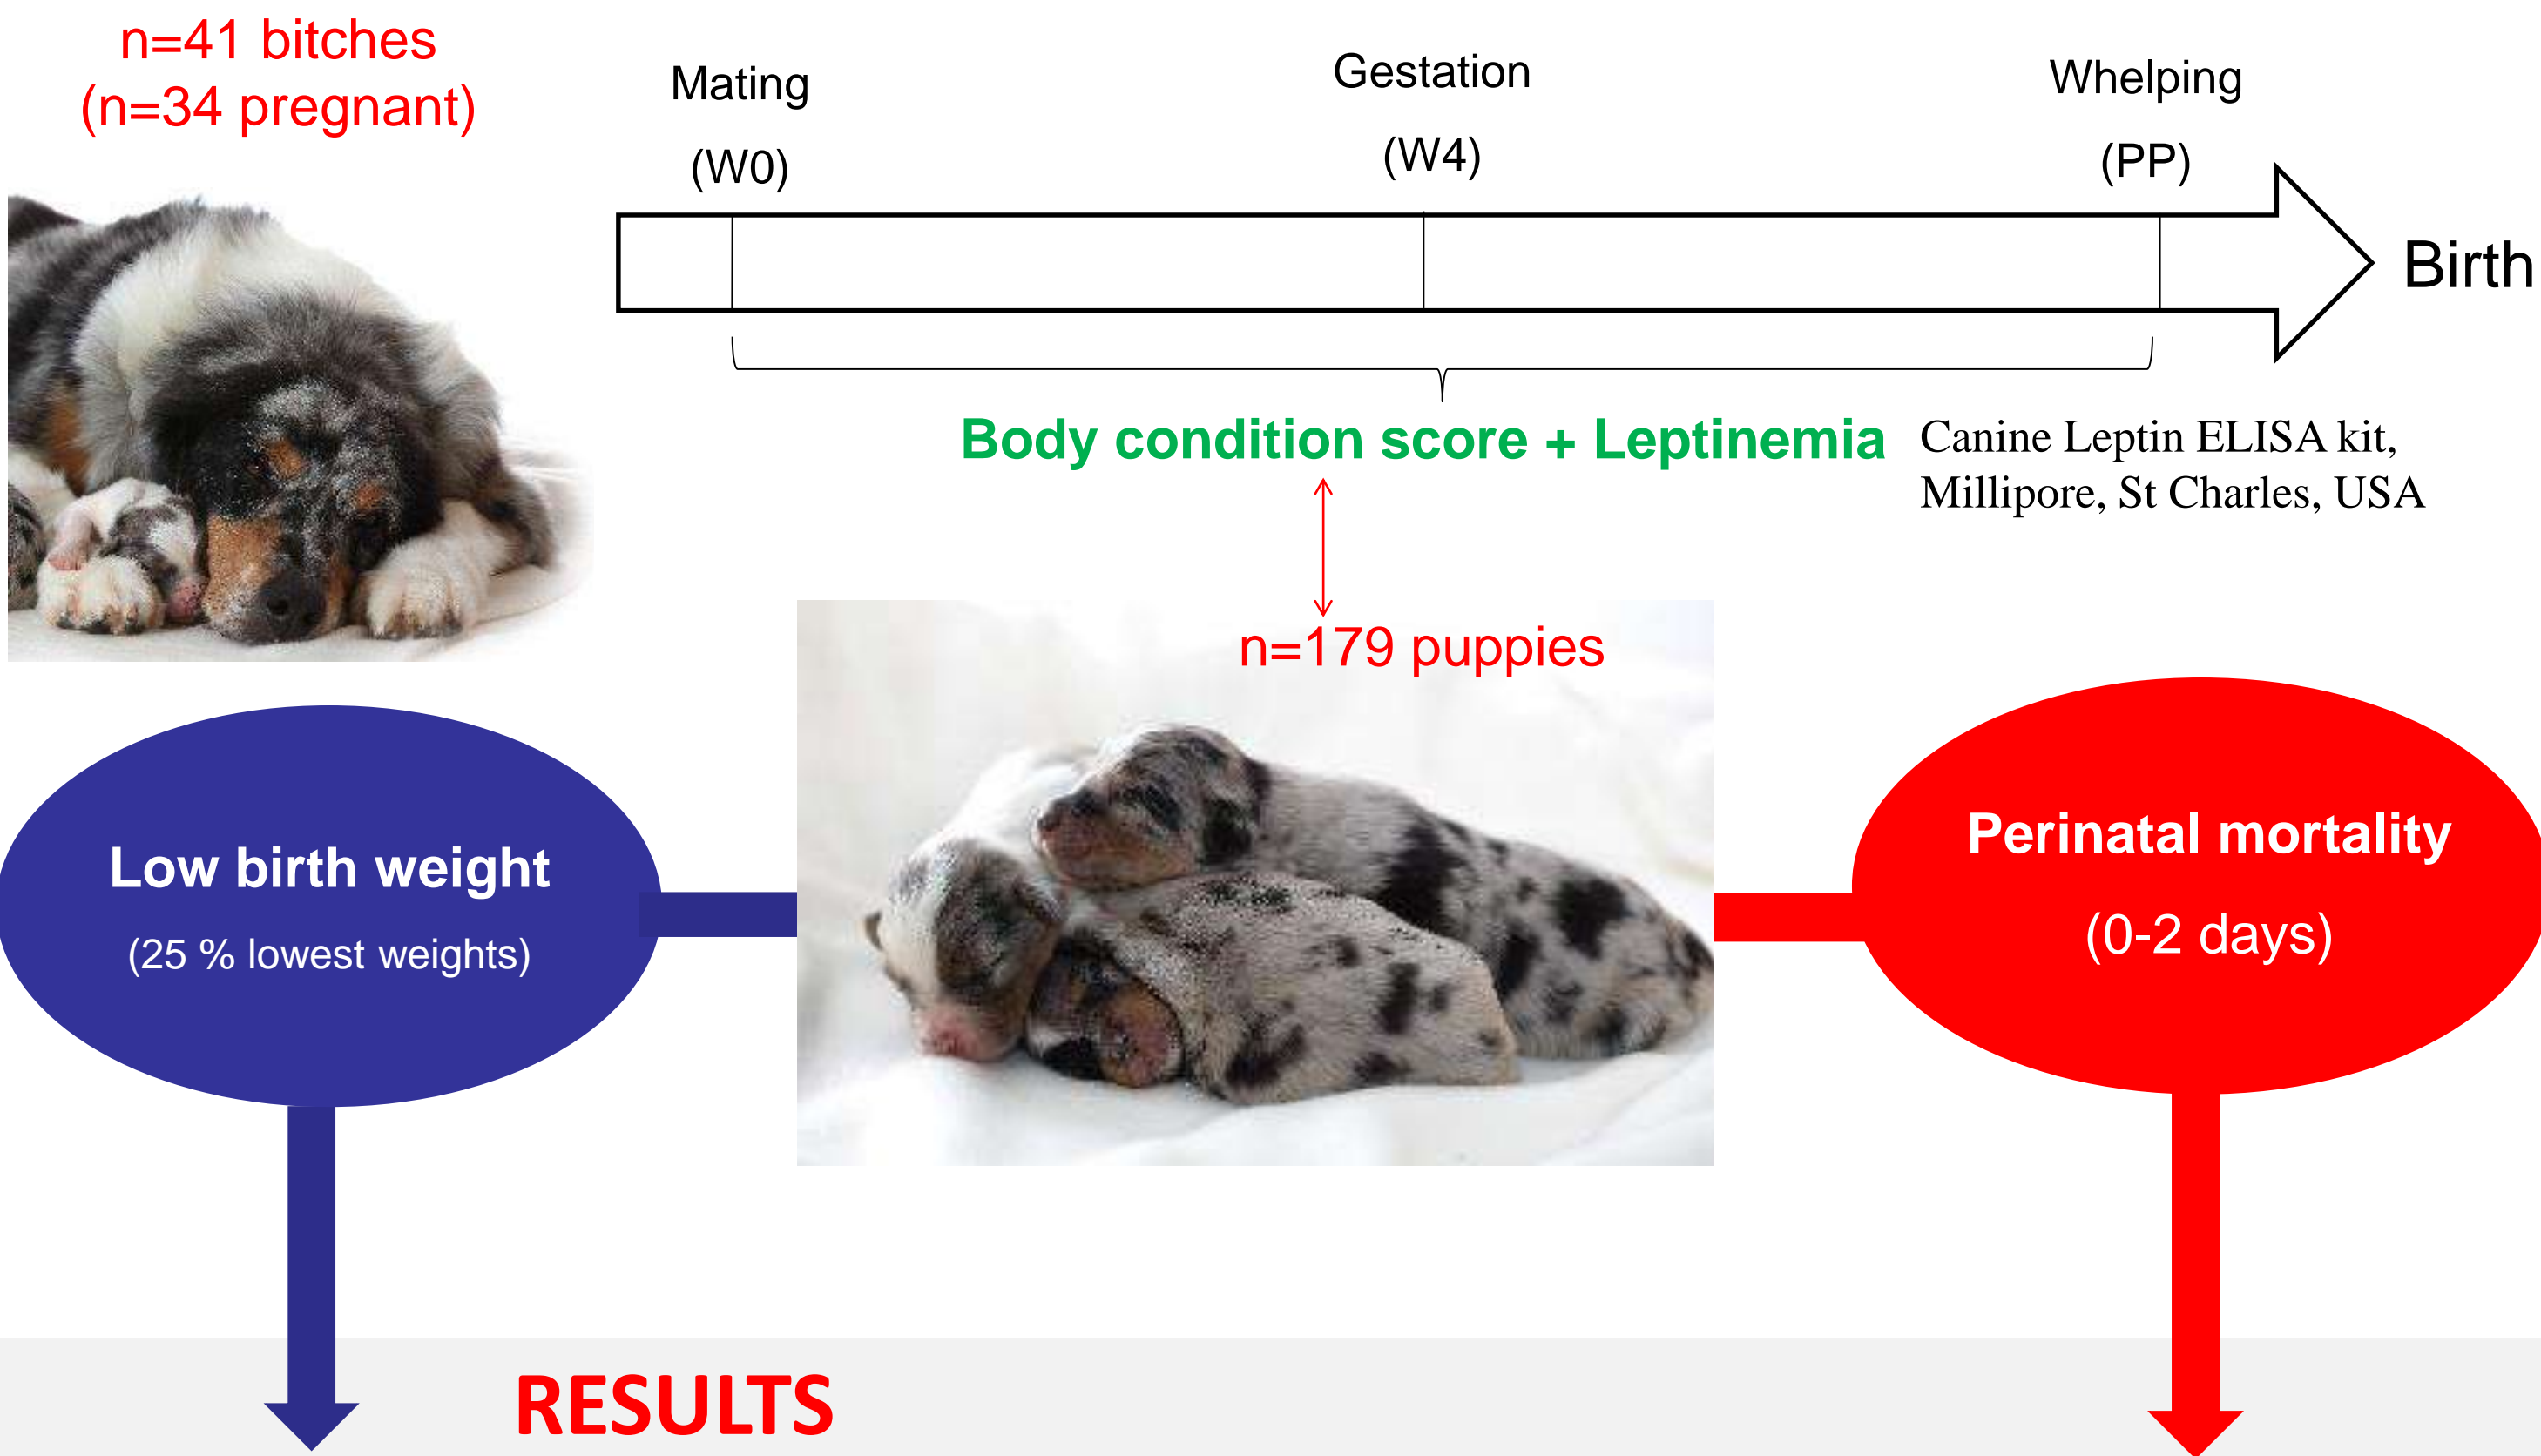 n=41 bitches
(n=34 pregnant)
Mating
(W0)
Gestation
(W4)
Whelping
(PP)
Birth
Body condition score + Leptinemia
Canine Leptin ELISA kit,
Millipore, St Charles, USA
n=179 puppies
Low birth weight
(25 % lowest weights)
Perinatal mortality
(0-2 days)
RESULTS